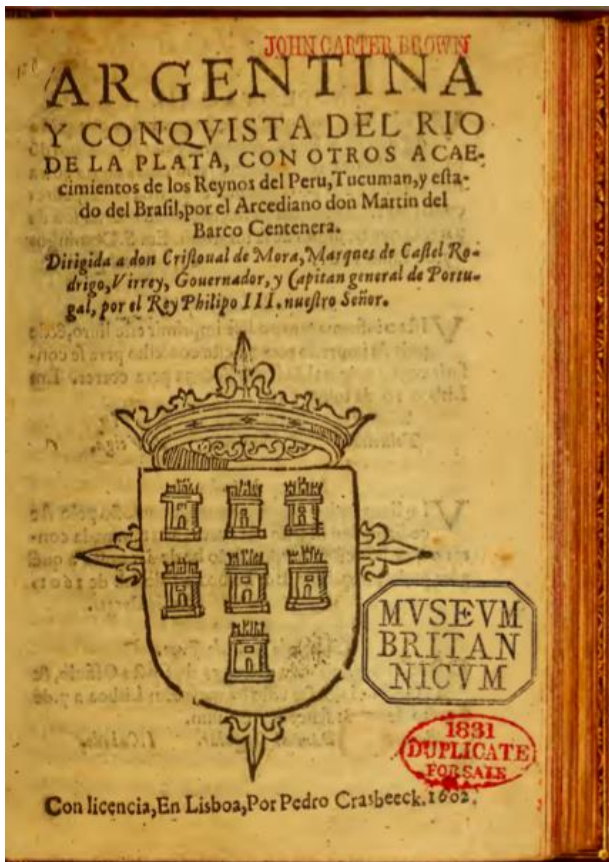 JOHN CARTER BROWN
ARGENTINA
Y CONQVISTA DEL RIO
DE LA PLATA, CON OTROS ACAE-
cimientos de los Reynos del Peru, Tucuman, y esta-
do del Brasil, por el Arcediano don Martin del
Barco Centenera.
Dirigida a don Cristoual de Mora, Marques de Castel Ro-
drigo, Virrey, Gouernador, y Capitan general de Portu-
gal, por el Rey Philipo III. nuestro Señor.
MVSEVM
BRITAN
NICVM
1831
DUPLICATE
FOR SALE
Con licencia, En Lisboa, Por Pedro Crasbeeck. 1602.